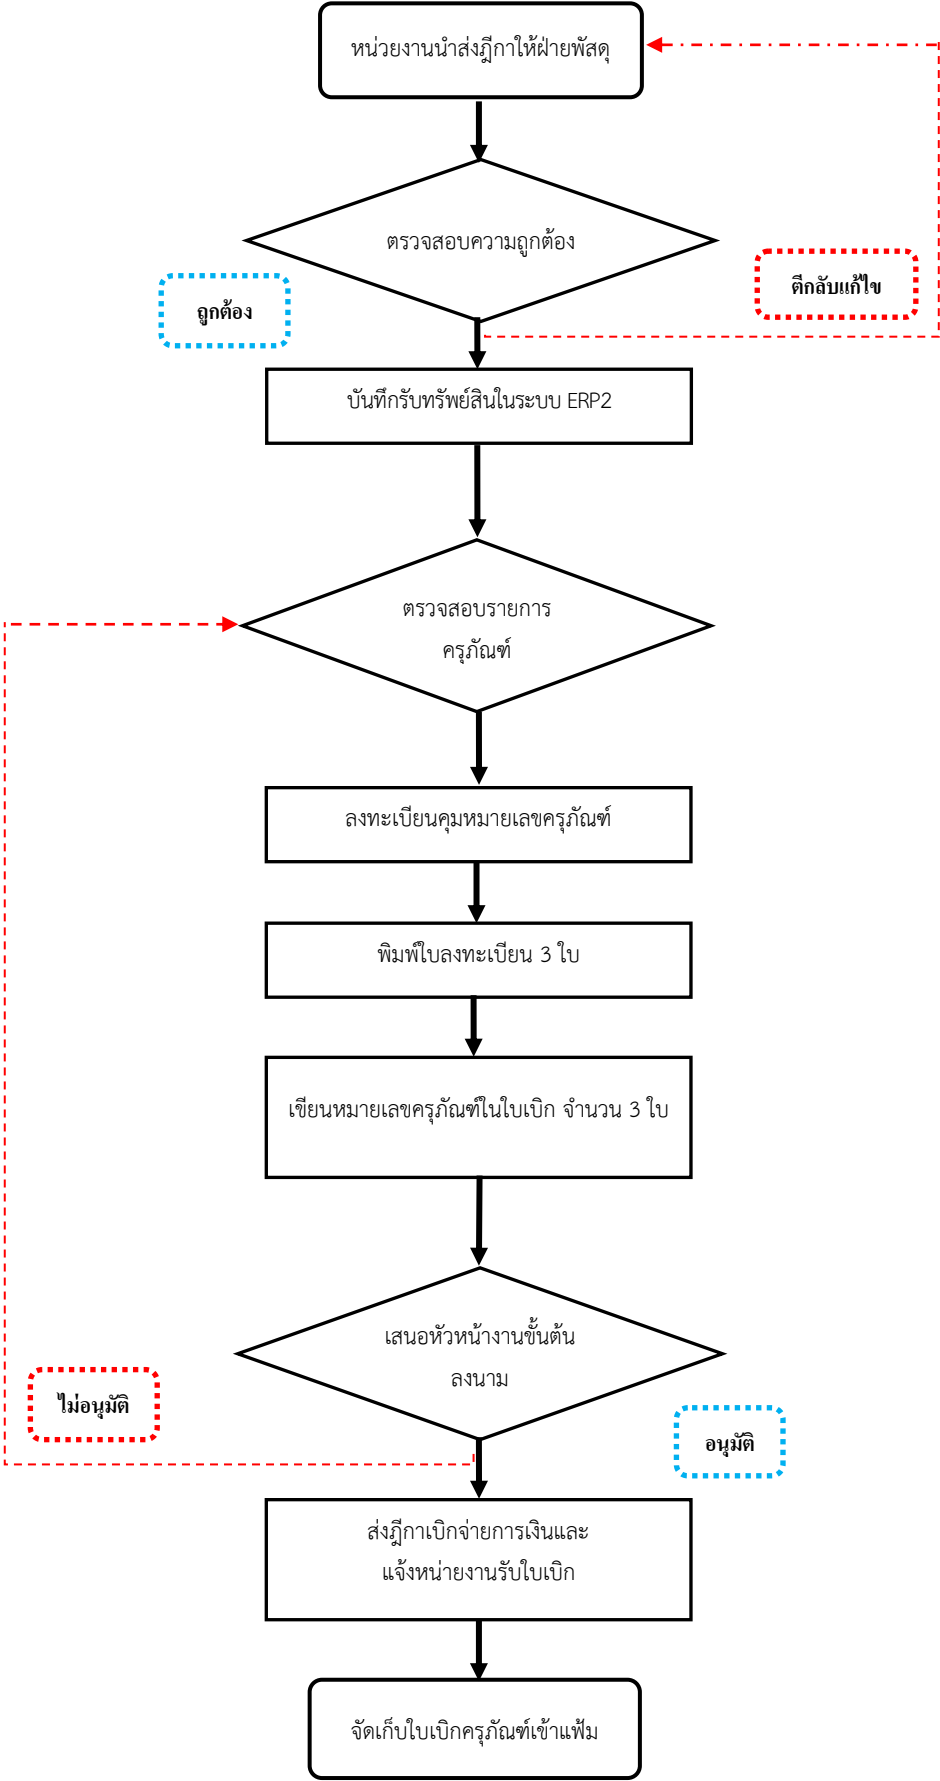 หน่วยงานนำส่งฎีกาให้ฝ่ายพัสดุ
ตรวจสอบความถูกต้อง
ตีกลับแก้ไข
ถูกต้อง
บันทึกรับทรัพย์สินในระบบ ERP2
ตรวจสอบรายการ
ครุภัณฑ์
ลงทะเบียนคุมหมายเลขครุภัณฑ์
พิมพ์ใบลงทะเบียน 3 ใบ
เขียนหมายเลขครุภัณฑ์ในใบเบิก จำนวน 3 ใบ
เสนอหัวหน้างานขั้นต้น
ลงนาม
ไม่อนุมัติ
อนุมัติ
ส่งฎีกาเบิกจ่ายการเงินและ
แจ้งหน่ายงานรับใบเบิก
จัดเก็บใบเบิกครุภัณฑ์เข้าแฟ้ม